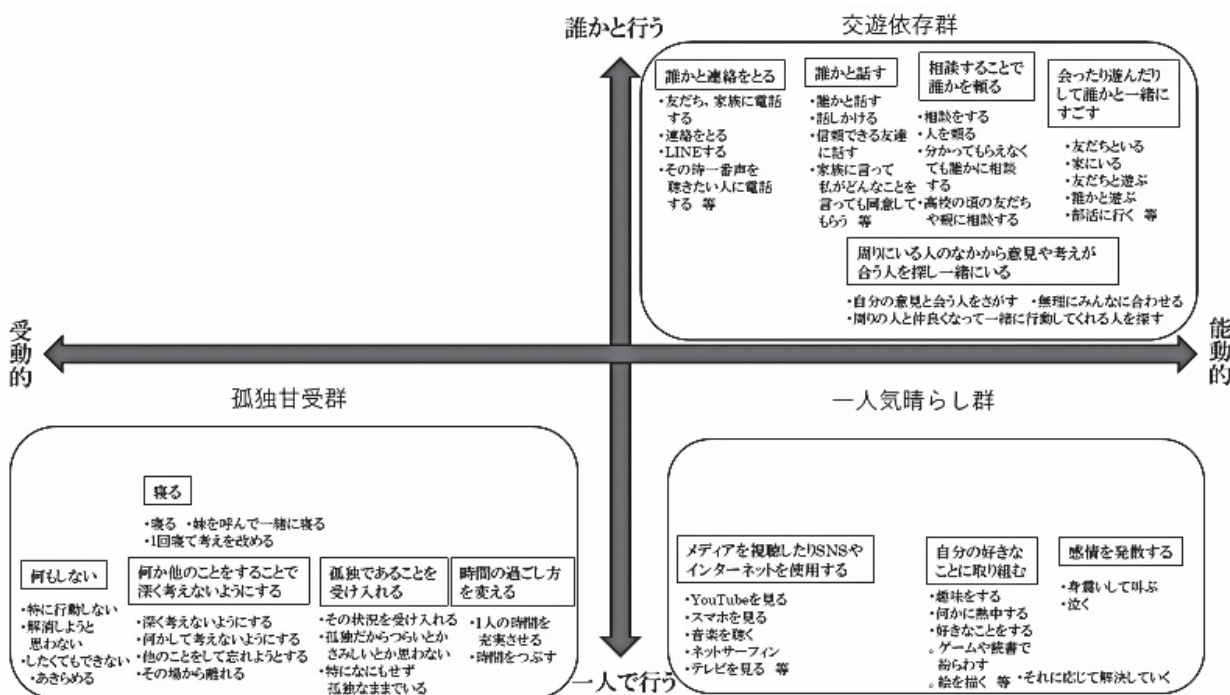 誰かと行う
交遊依存群
誰かと連絡をとる
・友だち、家族に電話
する
・連絡をとる
・LINEする
・その時一番声を
聴きたい人に電話
する 等
誰かと話す
・誰かと話す
・話しかける
・信頼できる友達
に話す
・家族に言って
私がどんなことを
言っても同意して
もらう 等
相談することで
誰かを頼る
・相談をする
・人を頼る
・分かってもらえなく
ても誰かに相談
する
・高校の頃の友だち
や親に相談する
会ったり遊んだり
して誰かと一緒に
すごす
・友だちといる
・家にいる
・友だちと遊ぶ
・誰かと遊ぶ
・部活に行く 等
周りにいる人のなかから意見や考えが
合う人を探し一緒にいる
・自分の意見と会う人をさがす ・無理にみんなに合わせる
・周りの人と仲良くなって一緒に行動してくれる人を探す
受動的
能動的
孤独甘受群
一人気晴らし群
寝る
・寝る ・妹を呼んで一緒に寝る
・1回寝て考えを改める
何もしない
・特に行動しない
・解消しようと
思わない
・したくてもできない
・あきらめる
何か他のことをすることで
深く考えないようにする
・深く考えないようにする
・何かして考えないようにする
・他のことをして忘れようとする
・その場から離れる
孤独であることを
受け入れる
・その状況を受け入れる
・孤独だからつらいとか
さみしいとか思わない
・特になにもせず
孤独なままでいる
時間の過ごし方
を変える
・1人の時間を
充実させる
・時間をつぶす
メディアを視聴したりSNSや
インターネットを使用する
・YouTubeを見る
・スマホを見る
・音楽を聴く
・ネットサーフィン
・テレビを見る 等
自分の好きな
ことに取り組む
・趣味をする
・何かに熱中する
・好きなことをする
。ゲームや読書で
紛らわす
。絵を描く 等
感情を発散する
・身震いして叫ぶ
・泣く
・それに応じて解決していく
一人で行う